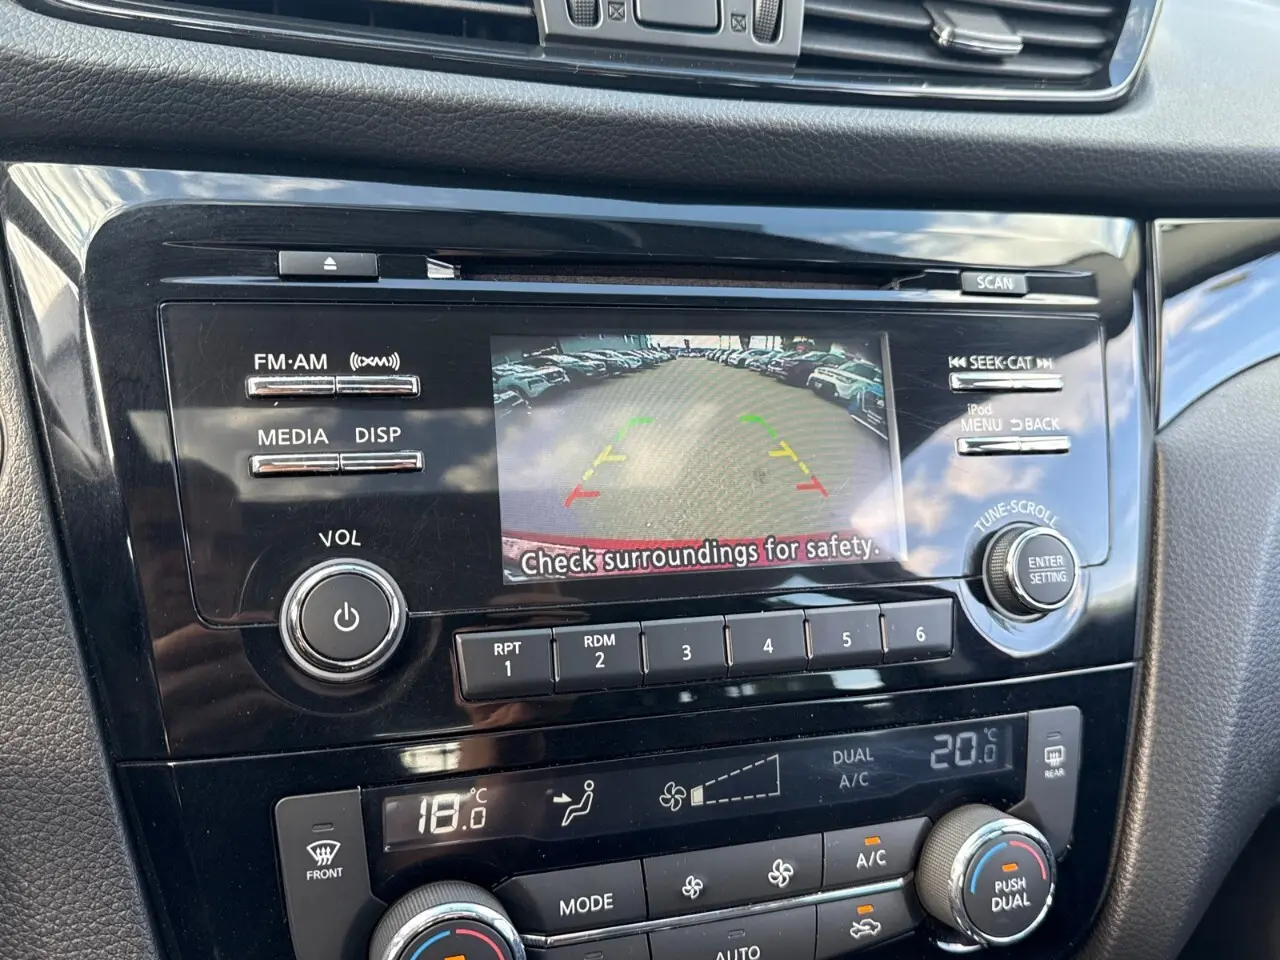 SCAN
FM·AM
XM
SEEK·CAT
MEDIA
DISP
iPod
MENU
BACK
TUNE·SCROLL
VOL
ENTER
SETTING
Check surroundings for safety.
RPT
1
RDM
2
3
4
5
6
18.0
°C
DUAL
A/C
20.0
°C
REAR
FRONT
MODE
A/C
PUSH
DUAL
AUTO